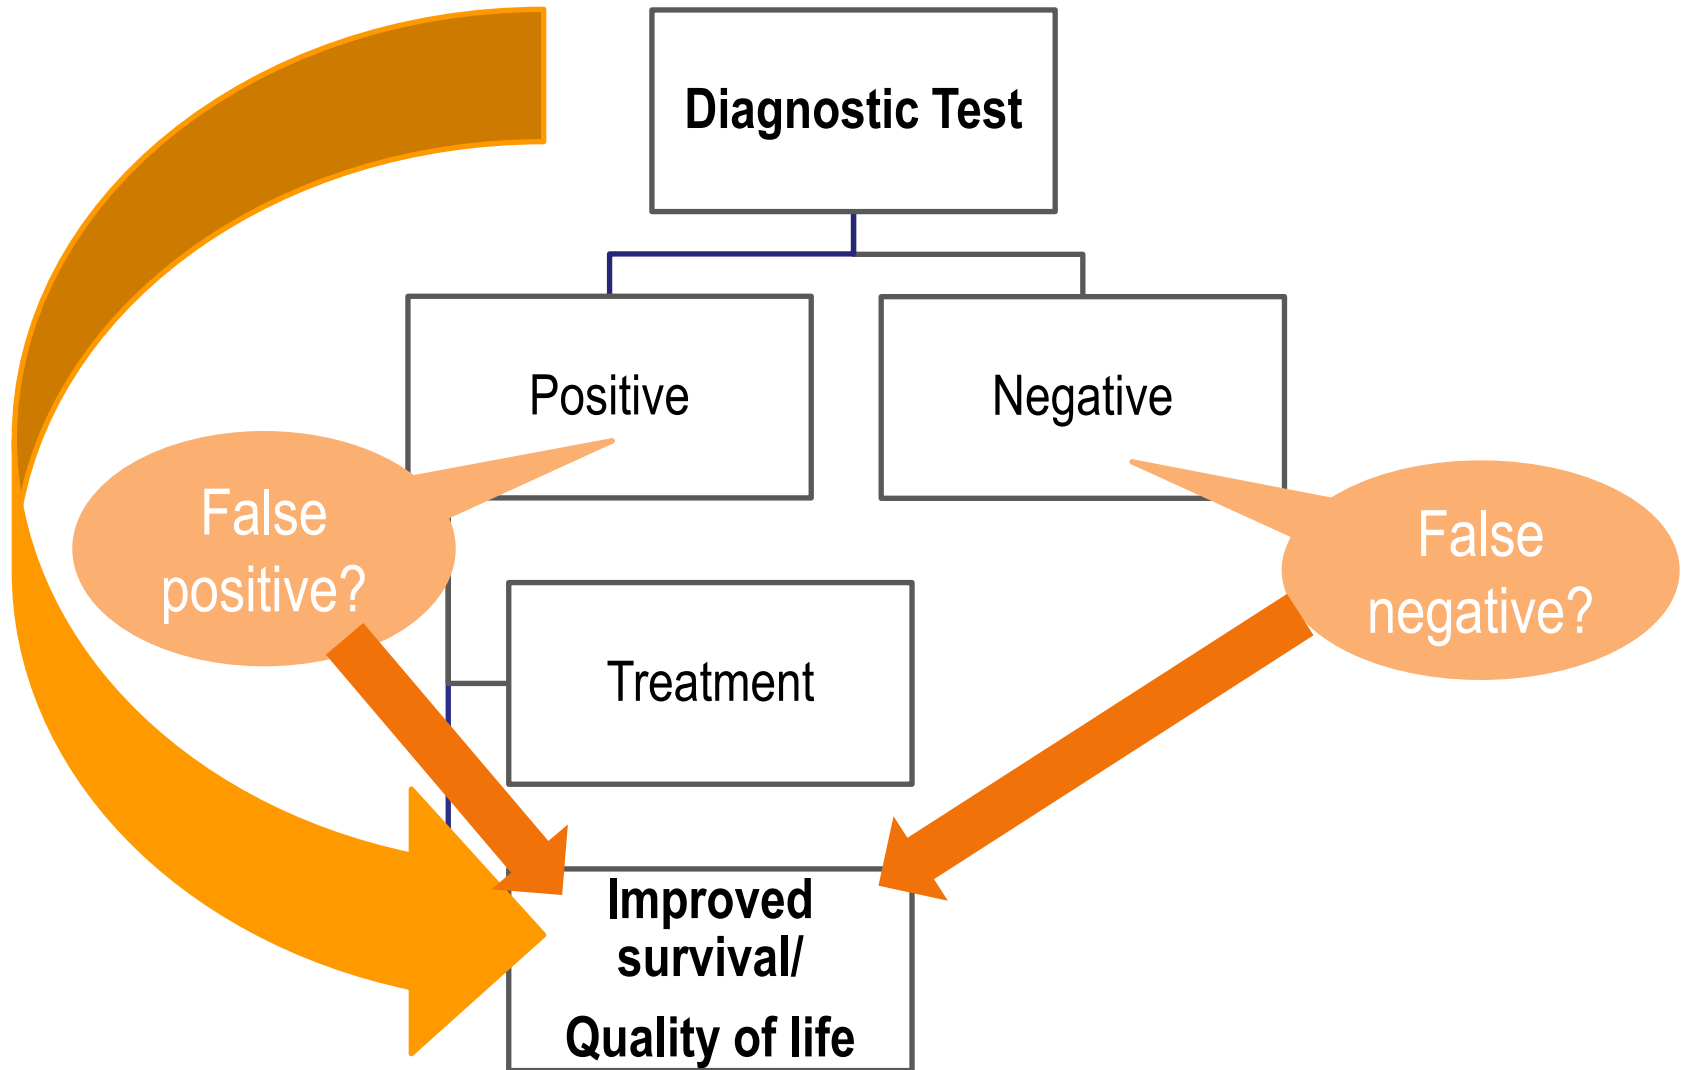 Diagnostic Test
Positive
Negative
False
positive?
False
negative?
Treatment
Improved
survival/
Quality of life